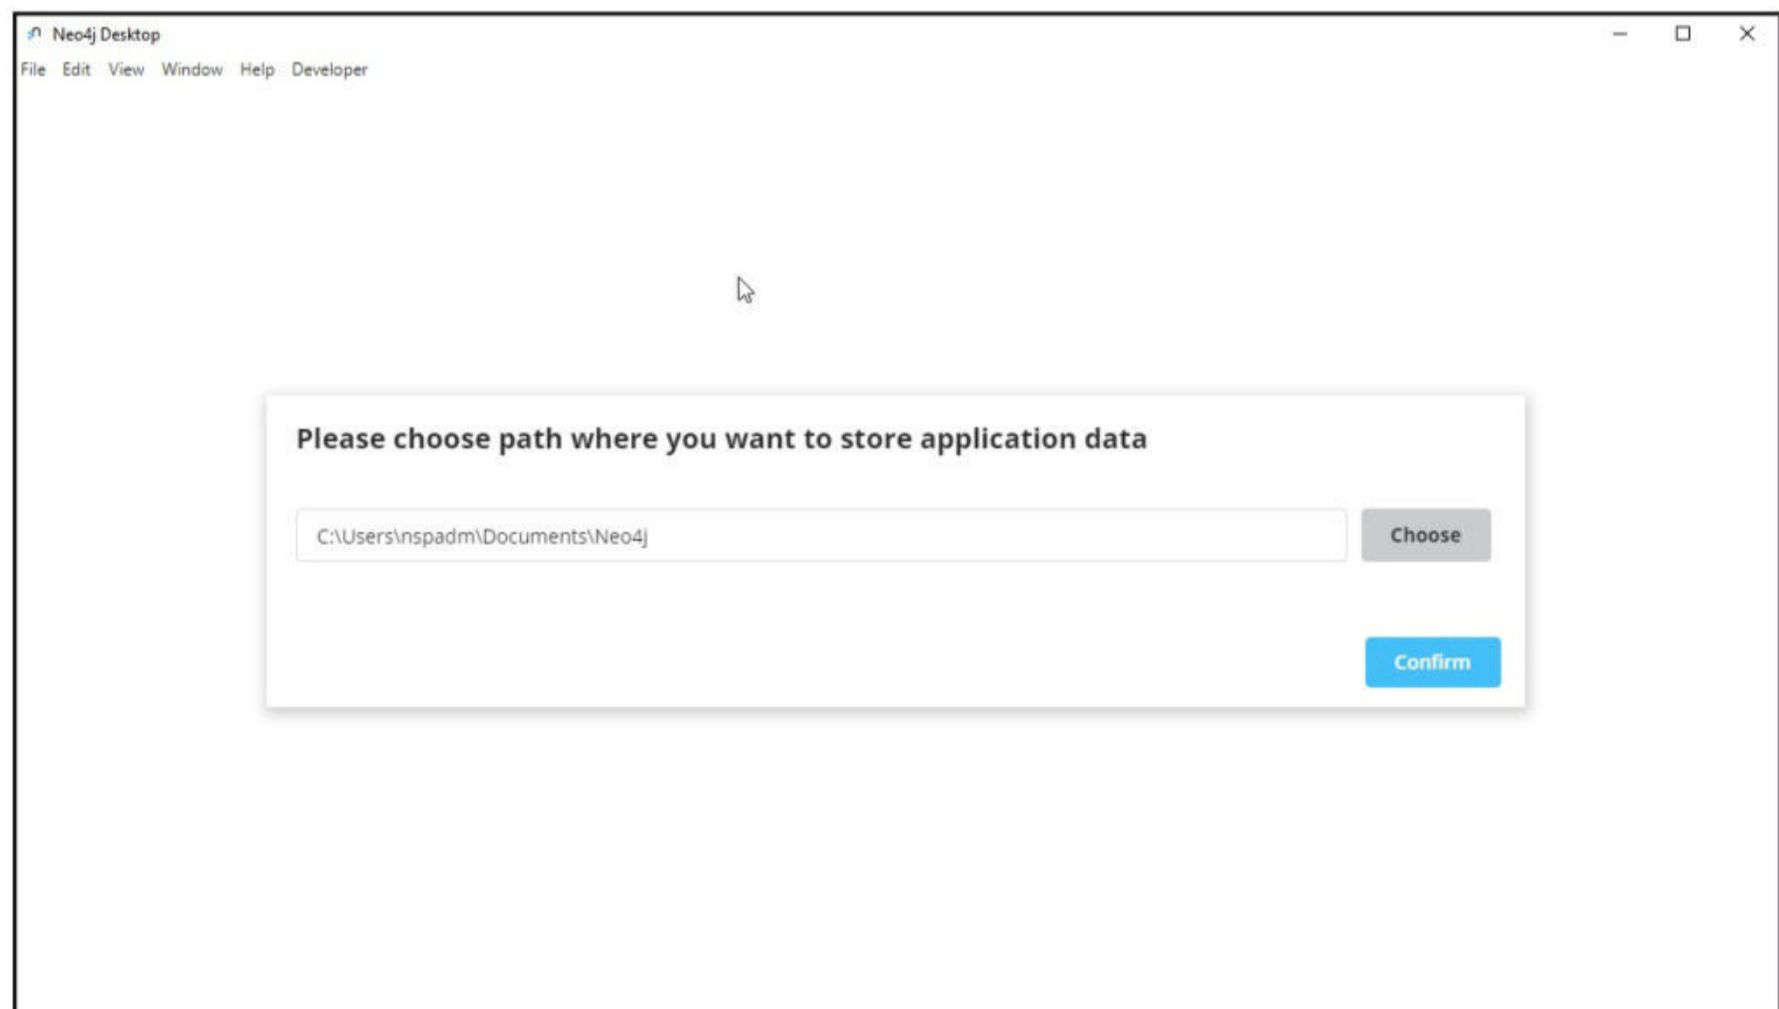 Neo4j Desktop
File Edit View Window Help Developer
Please choose path where you want to store application data
C:\Users\nspadm\Documents\Neo4j
Choose
Confirm